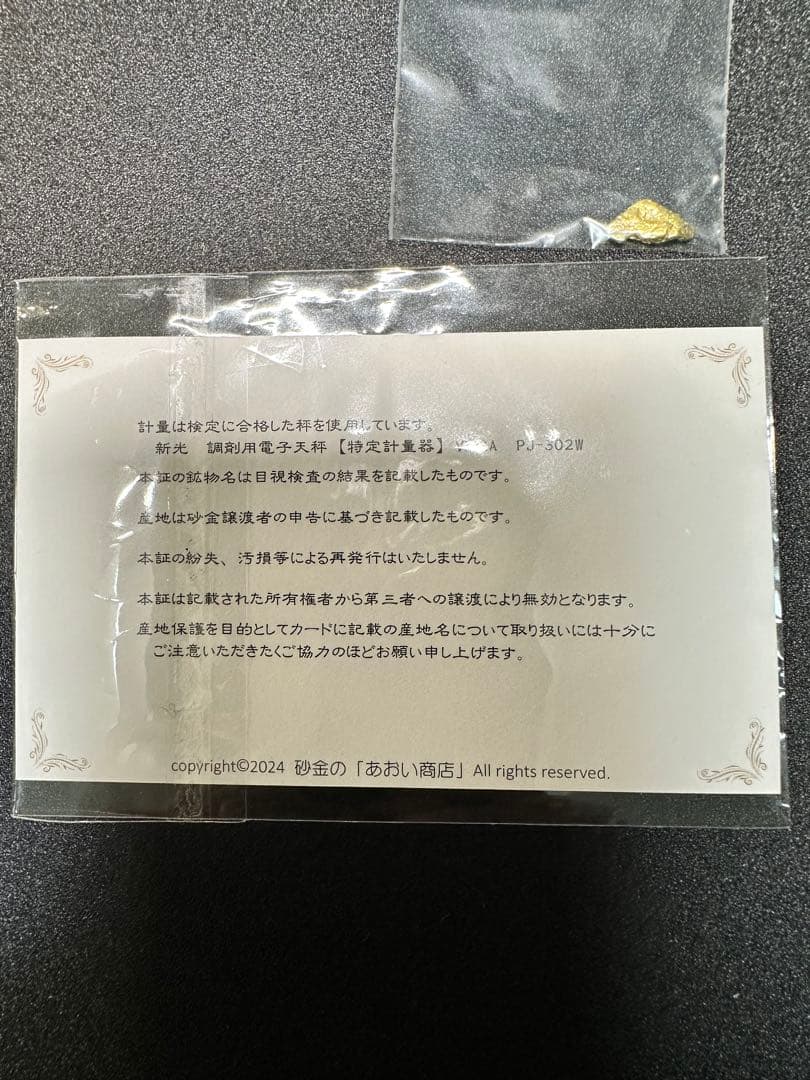 計量は検定に合格した秤を使用しています。
新光 調剤用電子天秤【特定計量器】 PJ-302W
本証の鉱物名は目視検査の結果を記載したものです。
産地は砂金譲渡者の申告に基づき記載したものです。
本証の紛失、汚損等による再発行はいたしません。
本証は記載された所有権者から第三者への譲渡により無効となります。
産地保護を目的としてカードに記載の産地名について取り扱いには十分に
ご注意いただきたくご協力のほどお願い申し上げます。
copyright©2024 砂金の「あおい商店」All rights reserved.